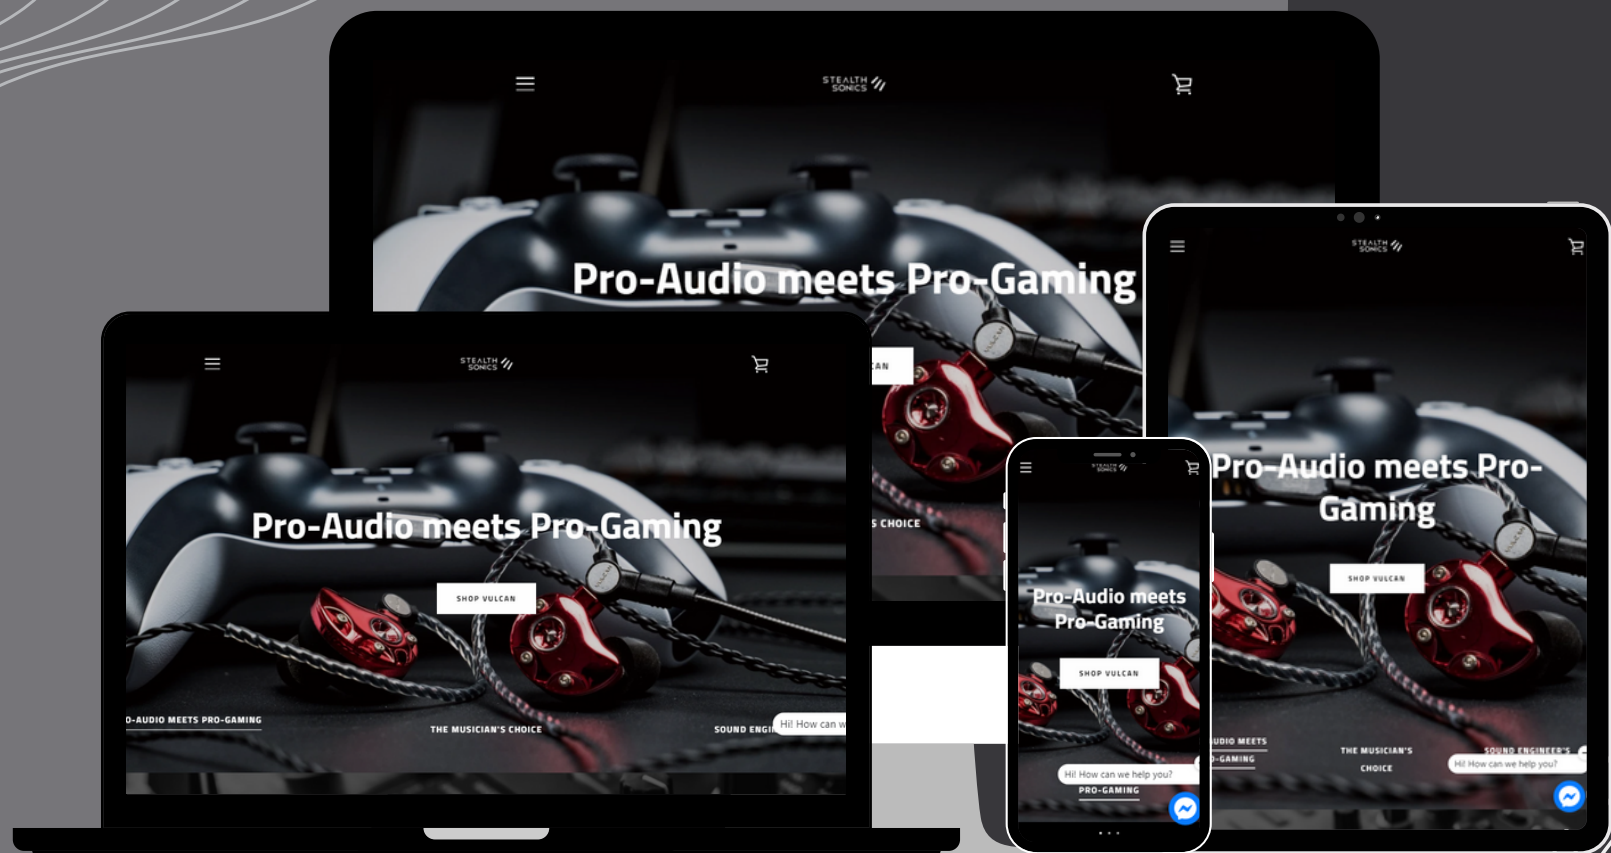 STEALTH
SONICS
Pro-Audio meets Pro-Gaming
CAN
S CHOICE
STEALTH
SONICS
Pro-Audio meets Pro-Gaming
SHOP VULCAN
O-AUDIO MEETS PRO-GAMING
THE MUSICIAN'S CHOICE
SOUND ENGI
Hi! How can w
STEALTH
SONICS
Pro-Audio meets
Pro-Gaming
SHOP VULCAN
Hi! How can we help you?
PRO-GAMING
STEALTH
SONICS
Pro-Audio meets Pro-
Gaming
SHOP VULCAN
UDIO MEETS
O-GAMING
THE MUSICIAN'S
CHOICE
SOUND ENGINEER'S
Hi! How can we help you?